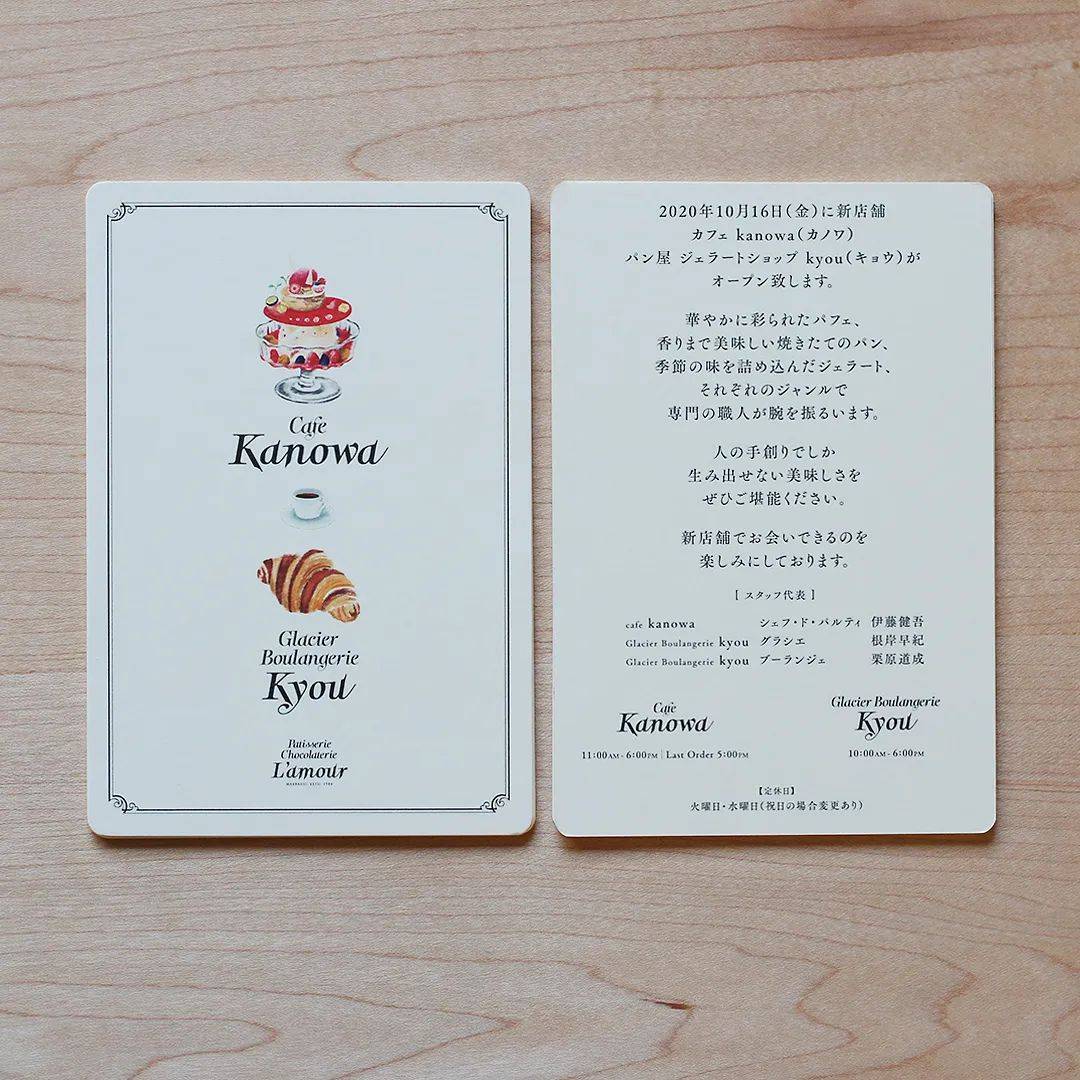 Cafe
Kanowa
Glacier
Boulangerie
Kyou
Patisserie
Chocolaterie
L'amour
2020年10月16日(金)に新店舗
カフェ kanowa(カノワ)
パン屋 ジェラートショップ kyou(キョウ)が
オープン致します。
華やかに彩られたパフェ、
香りまで美味しい焼きたてのパン、
季節の味を詰め込んだジェラート、
それぞれのジャンルで
専門の職人が腕を振るいます。
人の手創りでしか
生み出せない美味しさを
ぜひご堪能ください。
新店舗でお会いできるのを
楽しみにしております。
[ スタッフ代表 ]
cafe kanowa シェフ・ド・パルティ 伊藤健吾
Glacier Boulangerie kyou グラシエ 根岸早紀
Glacier Boulangerie kyou ブーランジェ 栗原道成
Cafe
Kanowa
11:00AM - 6:00PM | Last Order 5:00PM
Glacier Boulangerie
Kyou
10:00AM - 6:00PM
【定休日】
火曜日・水曜日(祝日の場合変更あり)